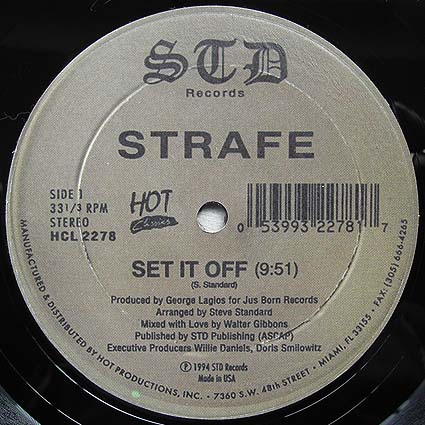 STD
Records
STRAFE
SIDE 1
33 1/3 RPM
STEREO
HCL 2278
HOT
Classics
0 53993 22781 7
SET IT OFF (9:51)
(S. Standard)
Produced by George Lagios for Jus Born Records
Arranged by Steve Standard
Mixed with Love by Walter Gibbons
Published by STD Publishing (ASCAP)
Executive Producers Willie Daniels, Doris Smilowitz
℗ © 1994 STD Records
Made in USA
MANUFACTURED & DISTRIBUTED BY HOT PRODUCTIONS, INC. • 7360 S.W. 48th STREET • MIAMI, FL 33155 • FAX. (305) 666-4265